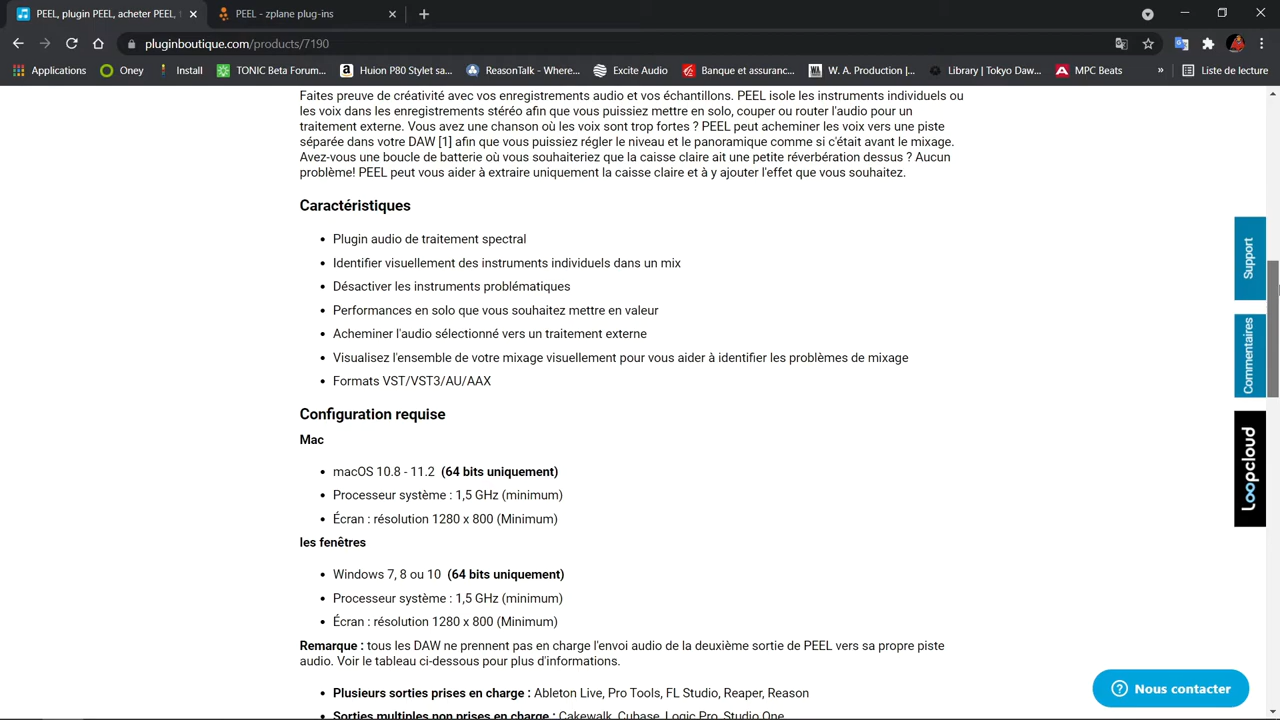 PEEL, plugin PEEL, acheter PEEL,
PEEL - zplane plug-ins
pluginboutique.com/products/7190
Applications
Oney
Install
TONIC Beta Forum...
Huion P80 Stylet sa...
ReasonTalk - Where...
Excite Audio
Banque et assuranc...
W. A. Production |...
Library | Tokyo Daw...
MPC Beats
»
Liste de lecture
Faites preuve de créativité avec vos enregistrements audio et vos échantillons. PEEL isole les instruments individuels ou
les voix dans les enregistrements stéréo afin que vous puissiez mettre en solo, couper ou router l'audio pour un
traitement externe. Vous avez une chanson où les voix sont trop fortes ? PEEL peut acheminer les voix vers une piste
séparée dans votre DAW [1] afin que vous puissiez régler le niveau et le panoramique comme si c'était avant le mixage.
Avez-vous une boucle de batterie où vous souhaiteriez que la caisse claire ait une petite réverbération dessus ? Aucun
problème! PEEL peut vous aider à extraire uniquement la caisse claire et à y ajouter l'effet que vous souhaitez.
Caractéristiques
• Plugin audio de traitement spectral
• Identifier visuellement des instruments individuels dans un mix
• Désactiver les instruments problématiques
• Performances en solo que vous souhaitez mettre en valeur
• Acheminer l'audio sélectionné vers un traitement externe
• Visualisez l'ensemble de votre mixage visuellement pour vous aider à identifier les problèmes de mixage
• Formats VST/VST3/AU/AAX
Configuration requise
Mac
• macOS 10.8 - 11.2 (64 bits uniquement)
• Processeur système : 1,5 GHz (minimum)
• Écran : résolution 1280 x 800 (Minimum)
les fenêtres
• Windows 7, 8 ou 10 (64 bits uniquement)
• Processeur système : 1,5 GHz (minimum)
• Écran : résolution 1280 x 800 (Minimum)
Remarque : tous les DAW ne prennent pas en charge l'envoi audio de la deuxième sortie de PEEL vers sa propre piste
audio. Voir le tableau ci-dessous pour plus d'informations.
• Plusieurs sorties prises en charge : Ableton Live, Pro Tools, FL Studio, Reaper, Reason
• Sorties multiples non prises en charge : Cakewalk, Cubase, Logic Pro, Studio One
Support
Commentaires
Loopcloud
Nous contacter